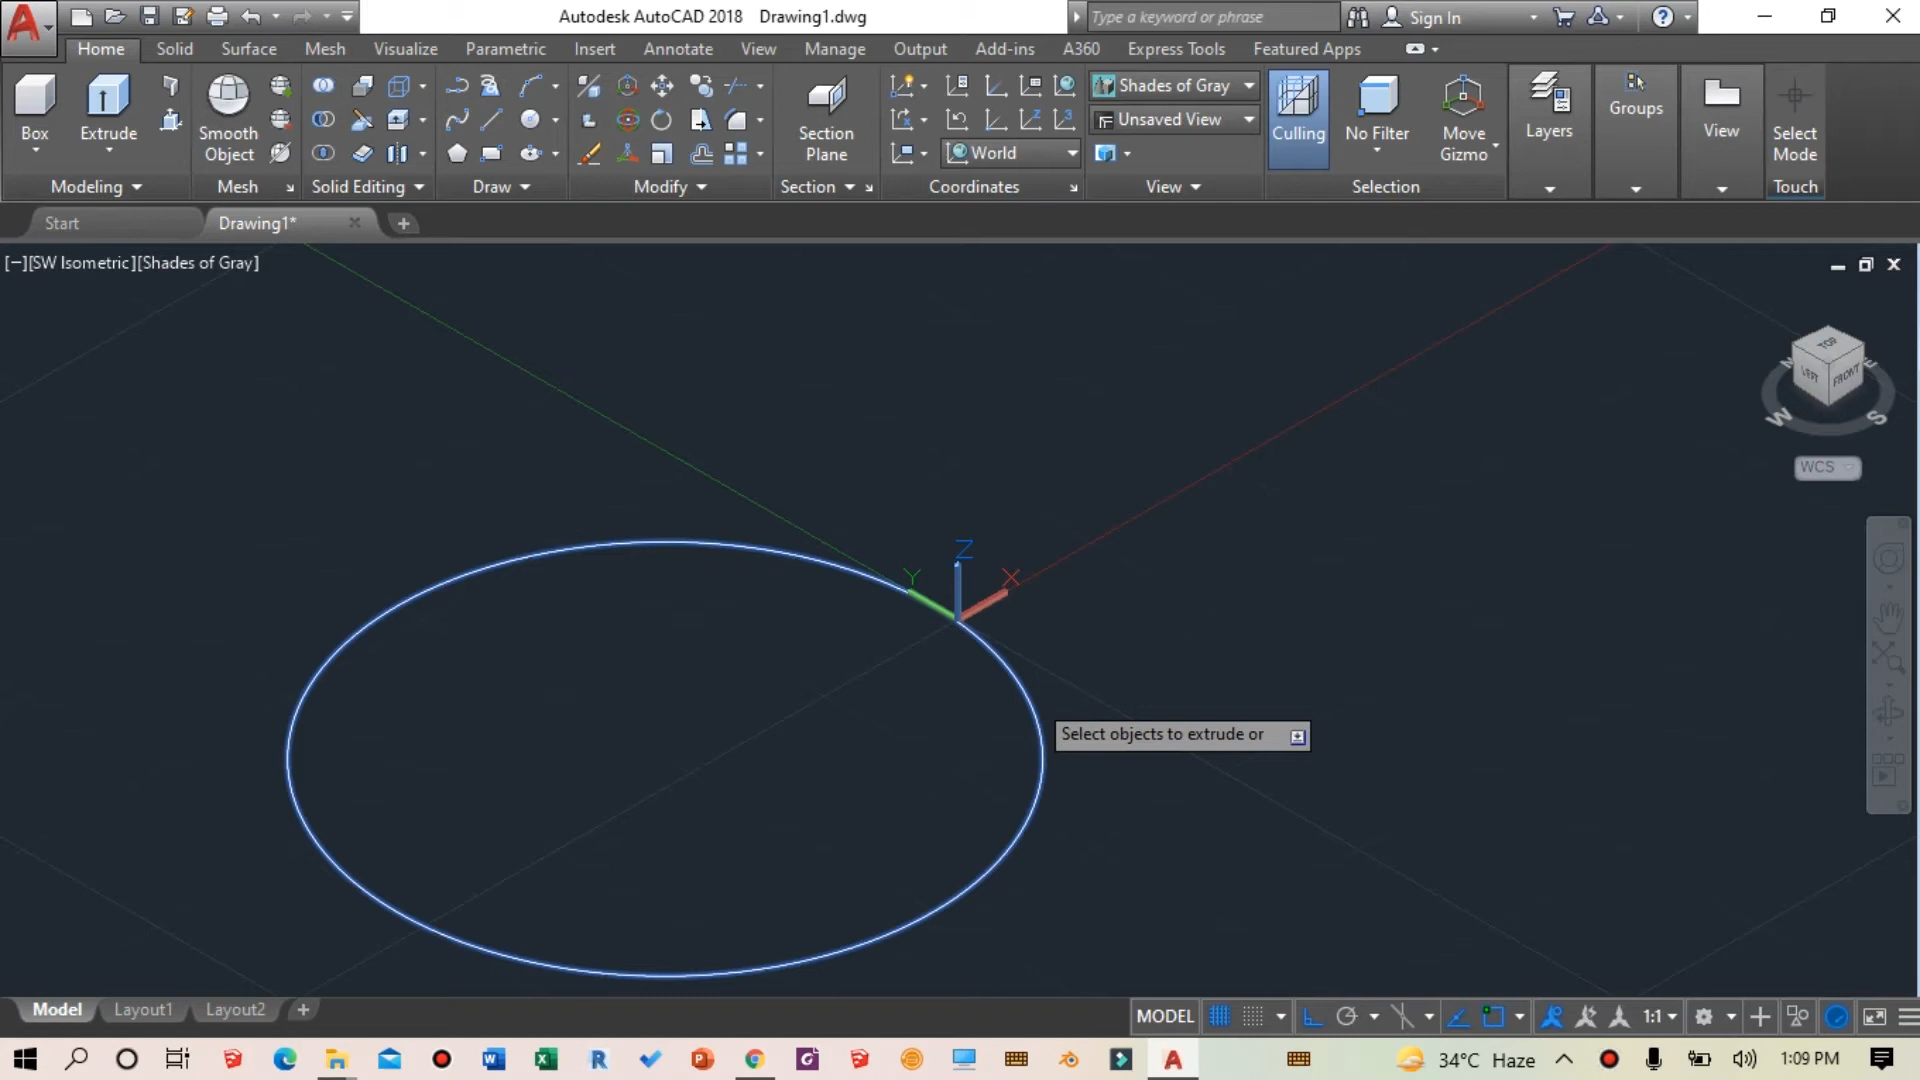 Autodesk AutoCAD 2018 Drawing1.dwg
Type a keyword or phrase
Sign In
Home Solid Surface Mesh Visualize Parametric Insert Annotate View Manage Output Add-ins A360 Express Tools Featured Apps
Box
Extrude
Smooth Object
Section Plane
World
Shades of Gray
Unsaved View
Culling
No Filter
Move Gizmo
Layers
Groups
View
Select Mode
Modeling Mesh Solid Editing Draw Modify Section Coordinates View Selection Touch
Start Drawing1*
[−][SW Isometric][Shades of Gray]
TOP
LEFT FRONT
N E
W S
WCS
Z
Y X
Select objects to extrude or
Model Layout1 Layout2
MODEL 1:1
34°C Haze 1:09 PM